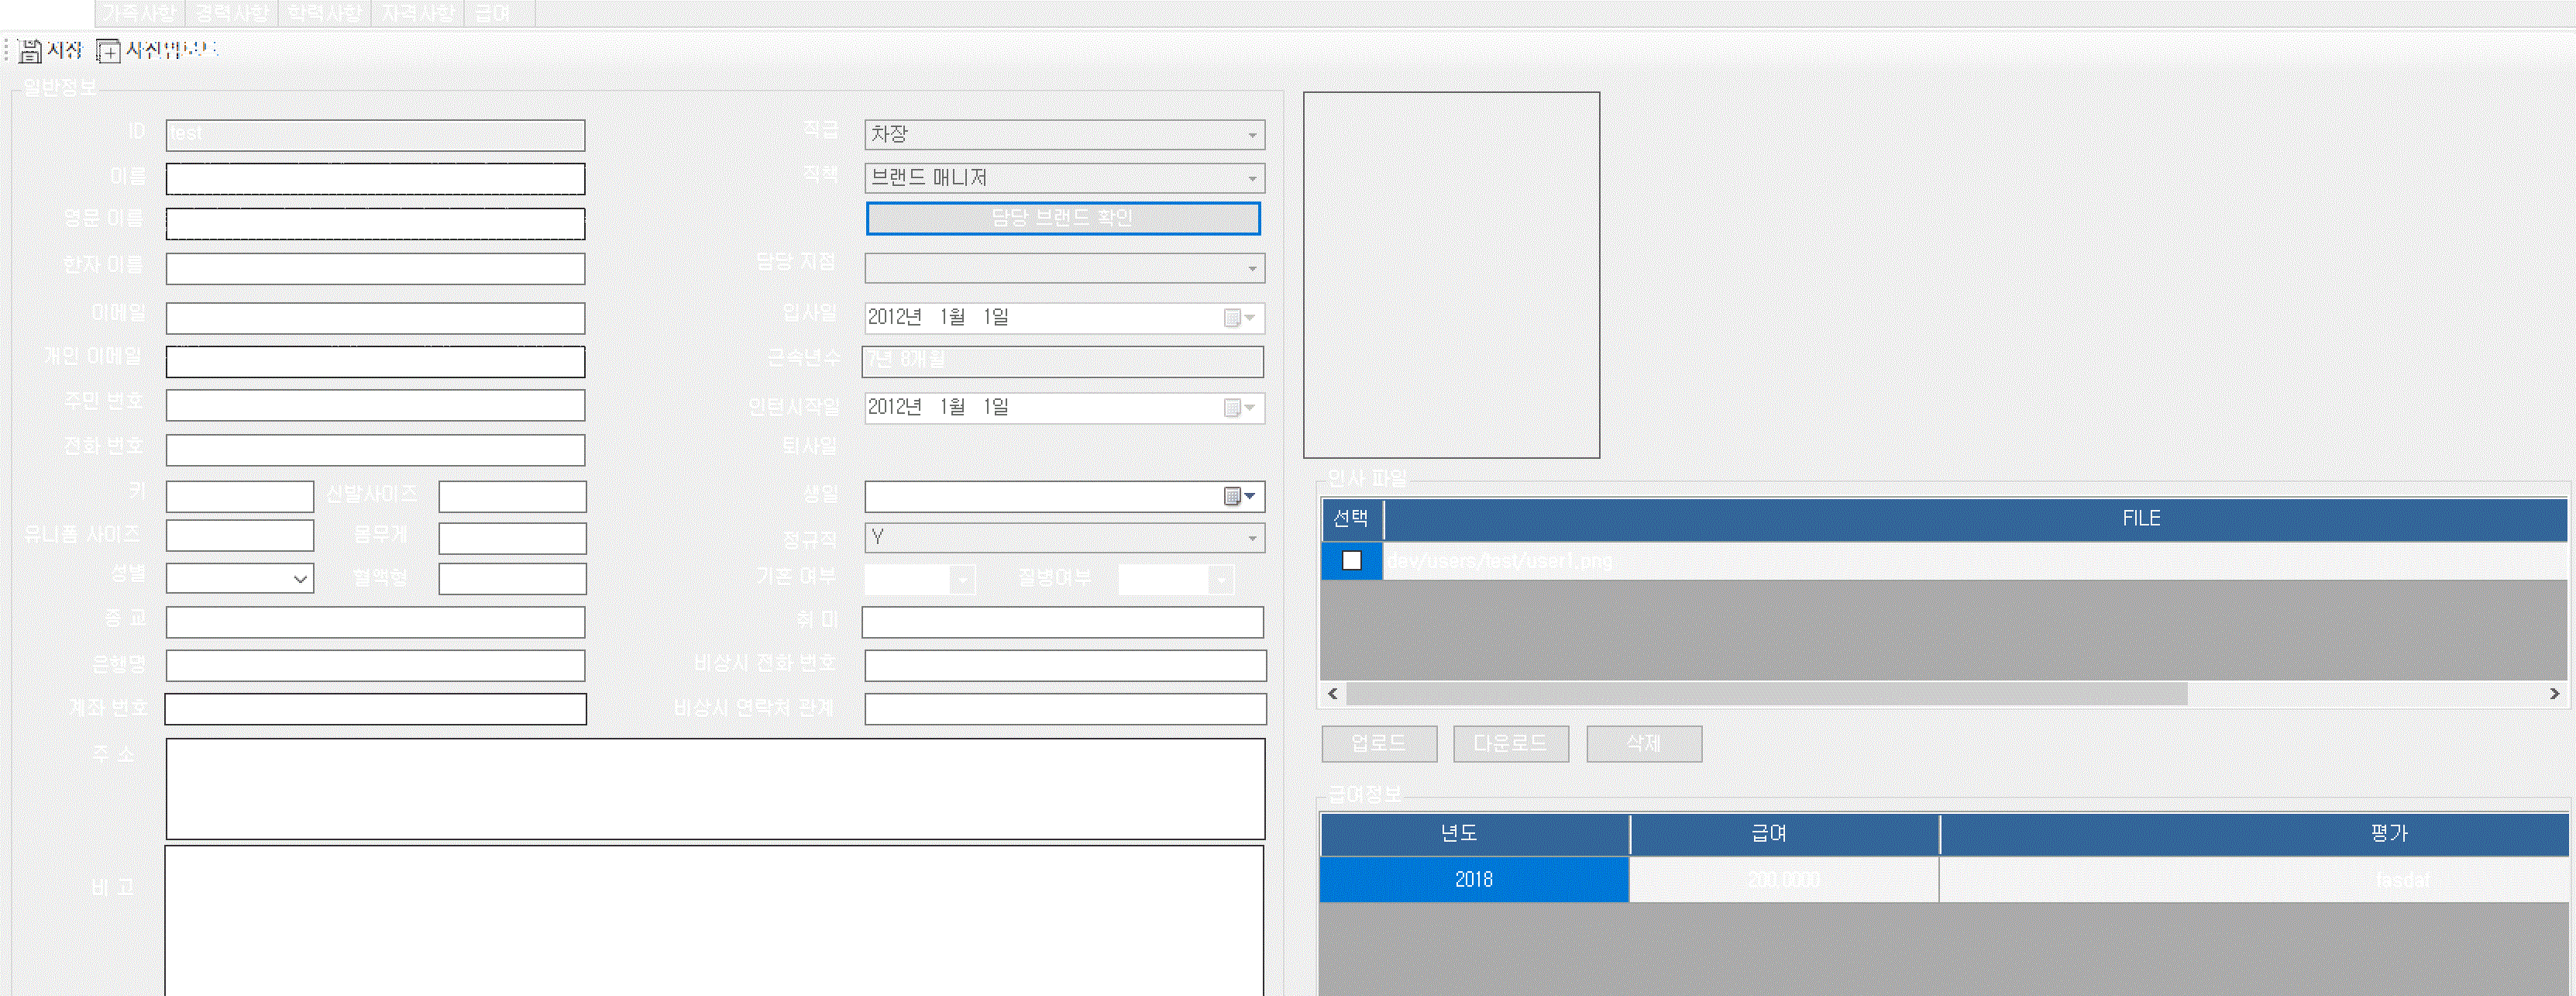 가족사항 경력사항 학력사항 자격사항 급여
저장 사진업로드
일반정보
ID test 직급 차장
이름 직책 브랜드 매니저
영문 이름 담당 브랜드 확인
한자 이름 담당 지점
이메일 입사일 2012년 1월 1일
개인 이메일 근속년수 7년 8개월
주민 번호 인턴시작일 2012년 1월 1일
전화 번호 퇴사일
키 신발사이즈 생일
유니폼 사이즈 몸무게 정규직 Y
성별 혈액형 기혼 여부 질병여부
종 교 취 미
은행명 비상시 전화 번호
계좌 번호 비상시 연락처 관계
주 소
비 고
인사 파일
선택 FILE
dev/users/test/user1.png
업로드 다운로드 삭제
급여정보
년도 급여 평가
2018 200,0000 fasdaf